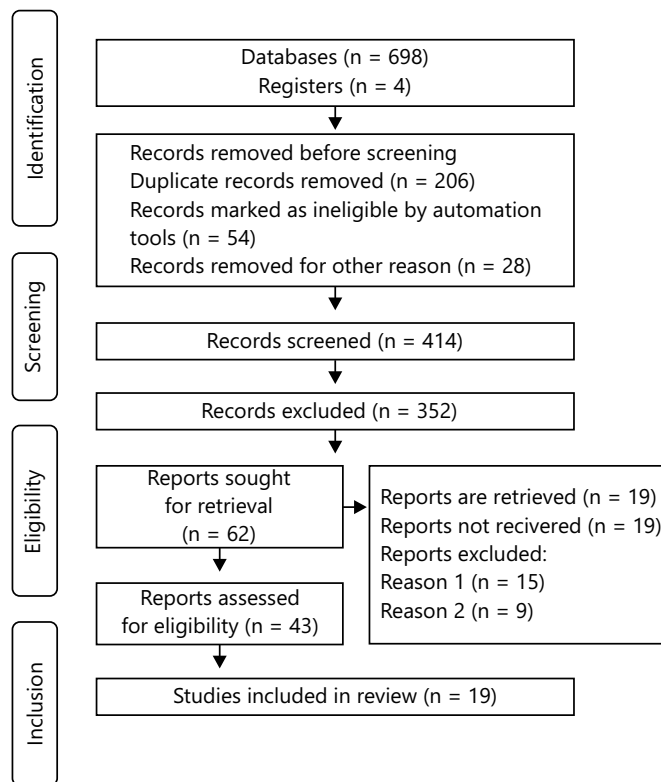 Identification
Databases (n = 698)
Registers (n = 4)
Records removed before screening
Duplicate records removed (n = 206)
Records marked as ineligible by automation
tools (n = 54)
Records removed for other reason (n = 28)
Screening
Records screened (n = 414)
Records excluded (n = 352)
Eligibility
Reports sought
for retrieval
(n = 62)
Reports are retrieved (n = 19)
Reports not recivered (n = 19)
Reports excluded:
Reason 1 (n = 15)
Reason 2 (n = 9)
Reports assessed
for eligibility (n = 43)
Inclusion
Studies included in review (n = 19)